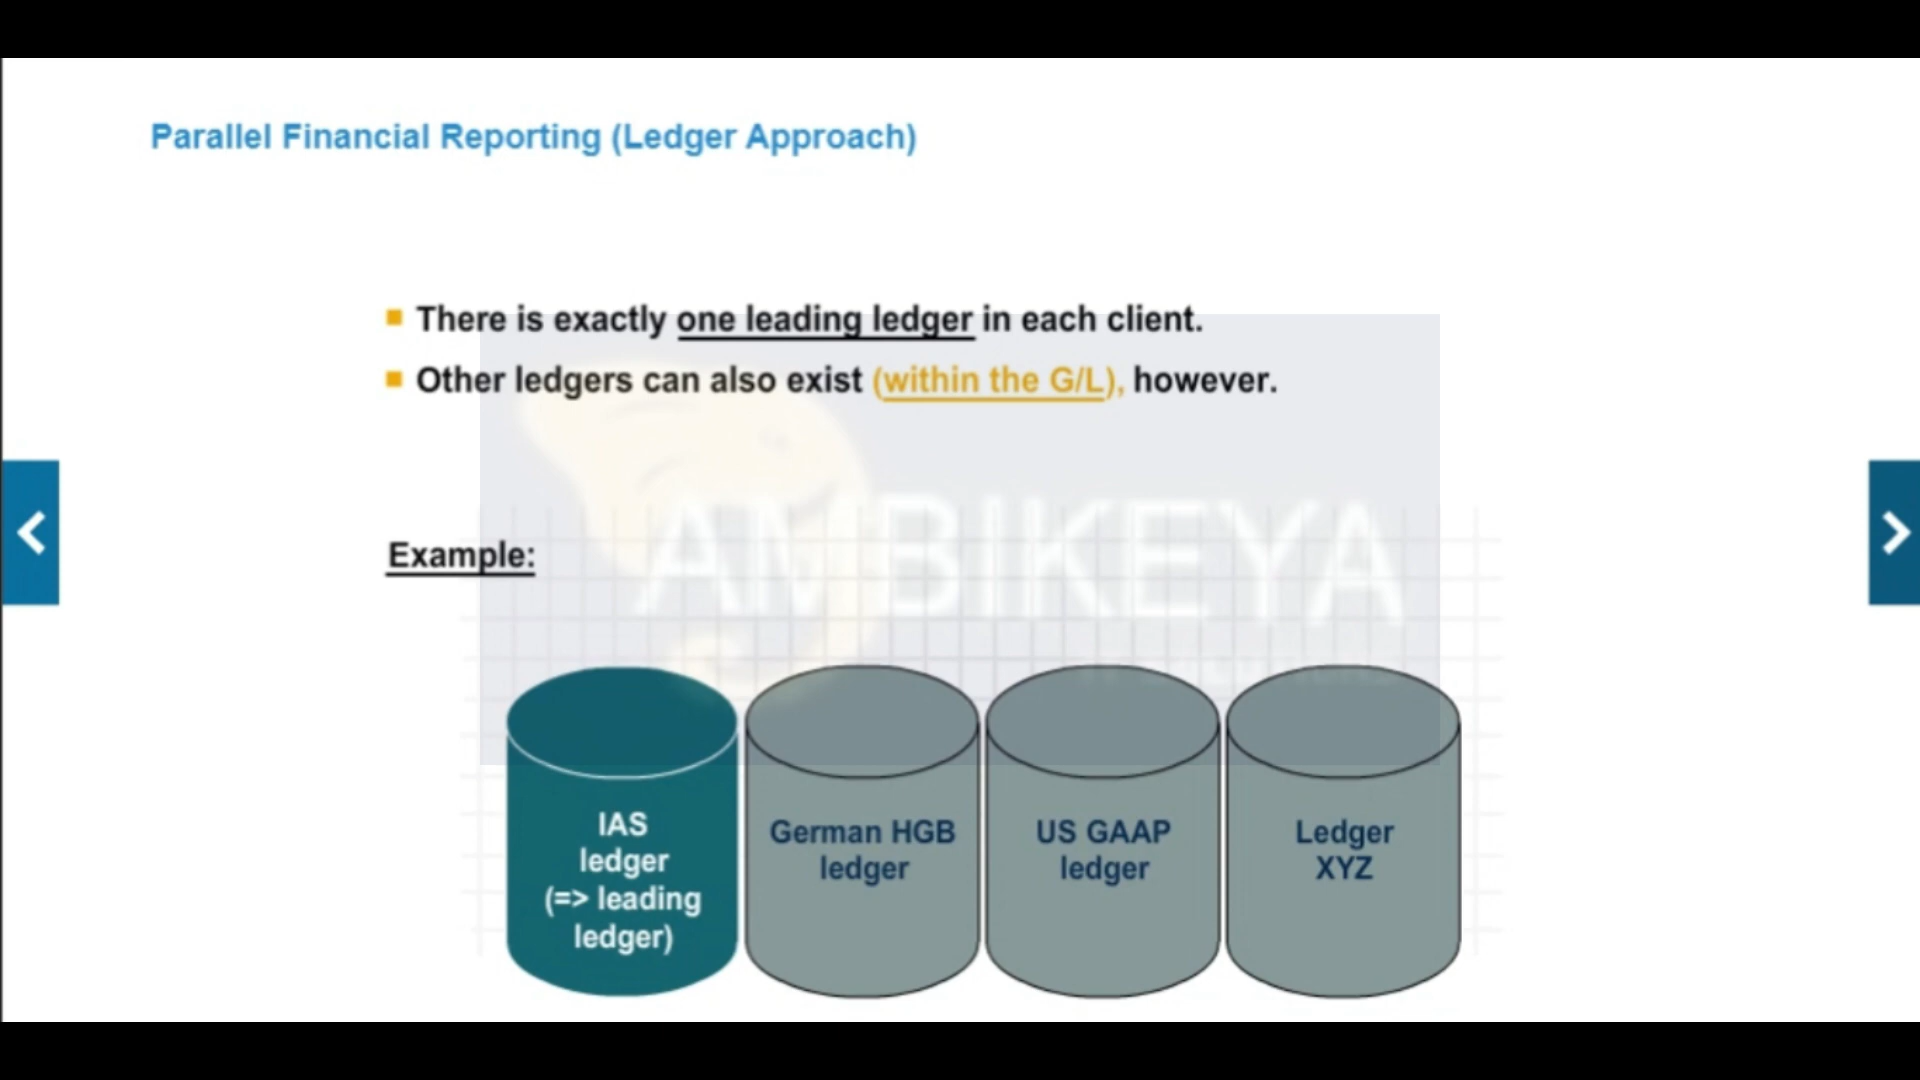 Parallel Financial Reporting (Ledger Approach)
There is exactly one leading ledger in each client.
Other ledgers can also exist (within the G/L), however.
AMBIKEYA
Example:
IAS
ledger
(=> leading
ledger)
German HGB
ledger
US GAAP
ledger
Ledger
XYZ